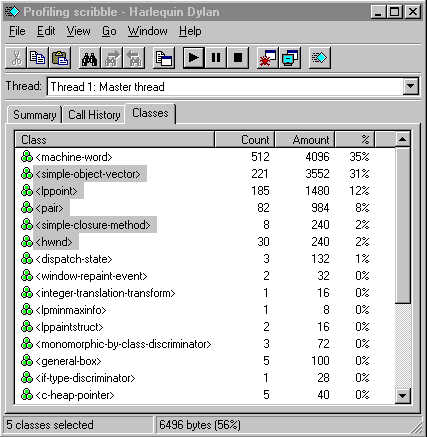 Profiling scribble - Harlequin Dylan
File Edit View Go Window Help
Thread: Thread 1: Master thread
Summary Call History Classes
Class Count Amount %
<machine-word> 512 4096 35%
<simple-object-vector> 221 3552 31%
<lppoint> 185 1480 12%
<pair> 82 984 8%
<simple-closure-method> 8 240 2%
<hwnd> 30 240 2%
<dispatch-state> 3 132 1%
<window-repaint-event> 2 32 0%
<integer-translation-transform> 1 16 0%
<lpminmaxinfo> 1 8 0%
<lppaintstruct> 2 16 0%
<monomorphic-by-class-discriminator> 3 72 0%
<general-box> 5 100 0%
<if-type-discriminator> 1 28 0%
<c-heap-pointer> 5 40 0%
5 classes selected 6496 bytes (56%)